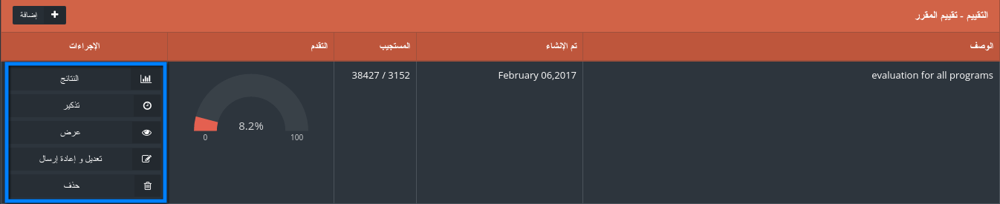 التقييم - تقييم المقرر
إضافة
الوصف
تم الإنشاء
المستجيب
التقدم
الإجراءات
evaluation for all programs
February 06,2017
38427 / 3152
8.2%
0
100
النتائج
تذكير
عرض
تعديل و إعادة إرسال
حذف